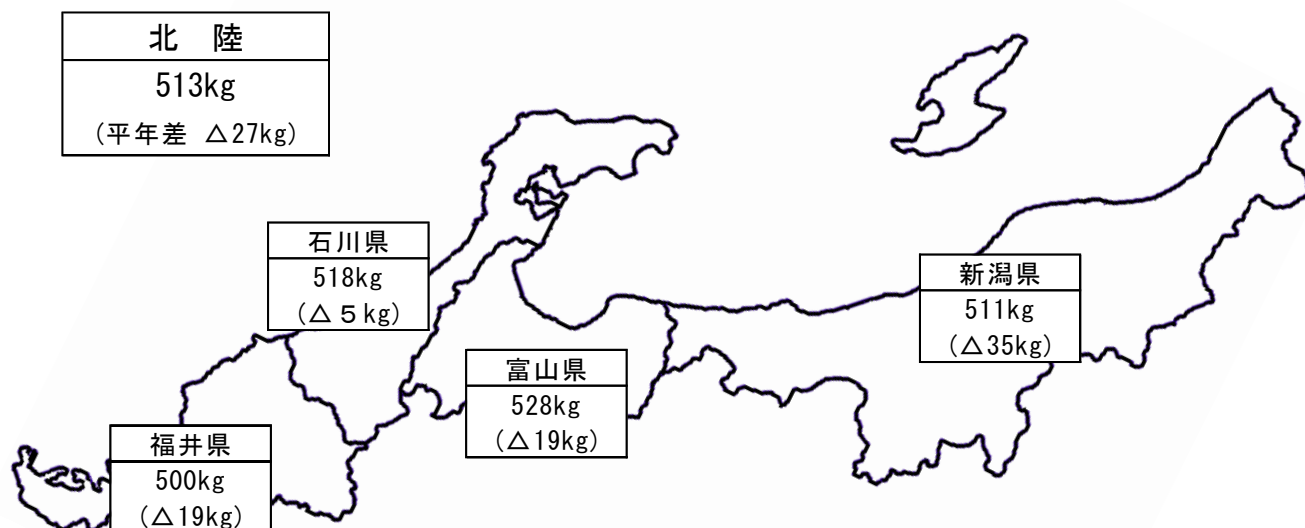 北　陸
513kg
(平年差 △27kg)
石川県
518kg
(△５kg)
新潟県
511kg
(△35kg)
富山県
528kg
(△19kg)
福井県
500kg
(△19kg)